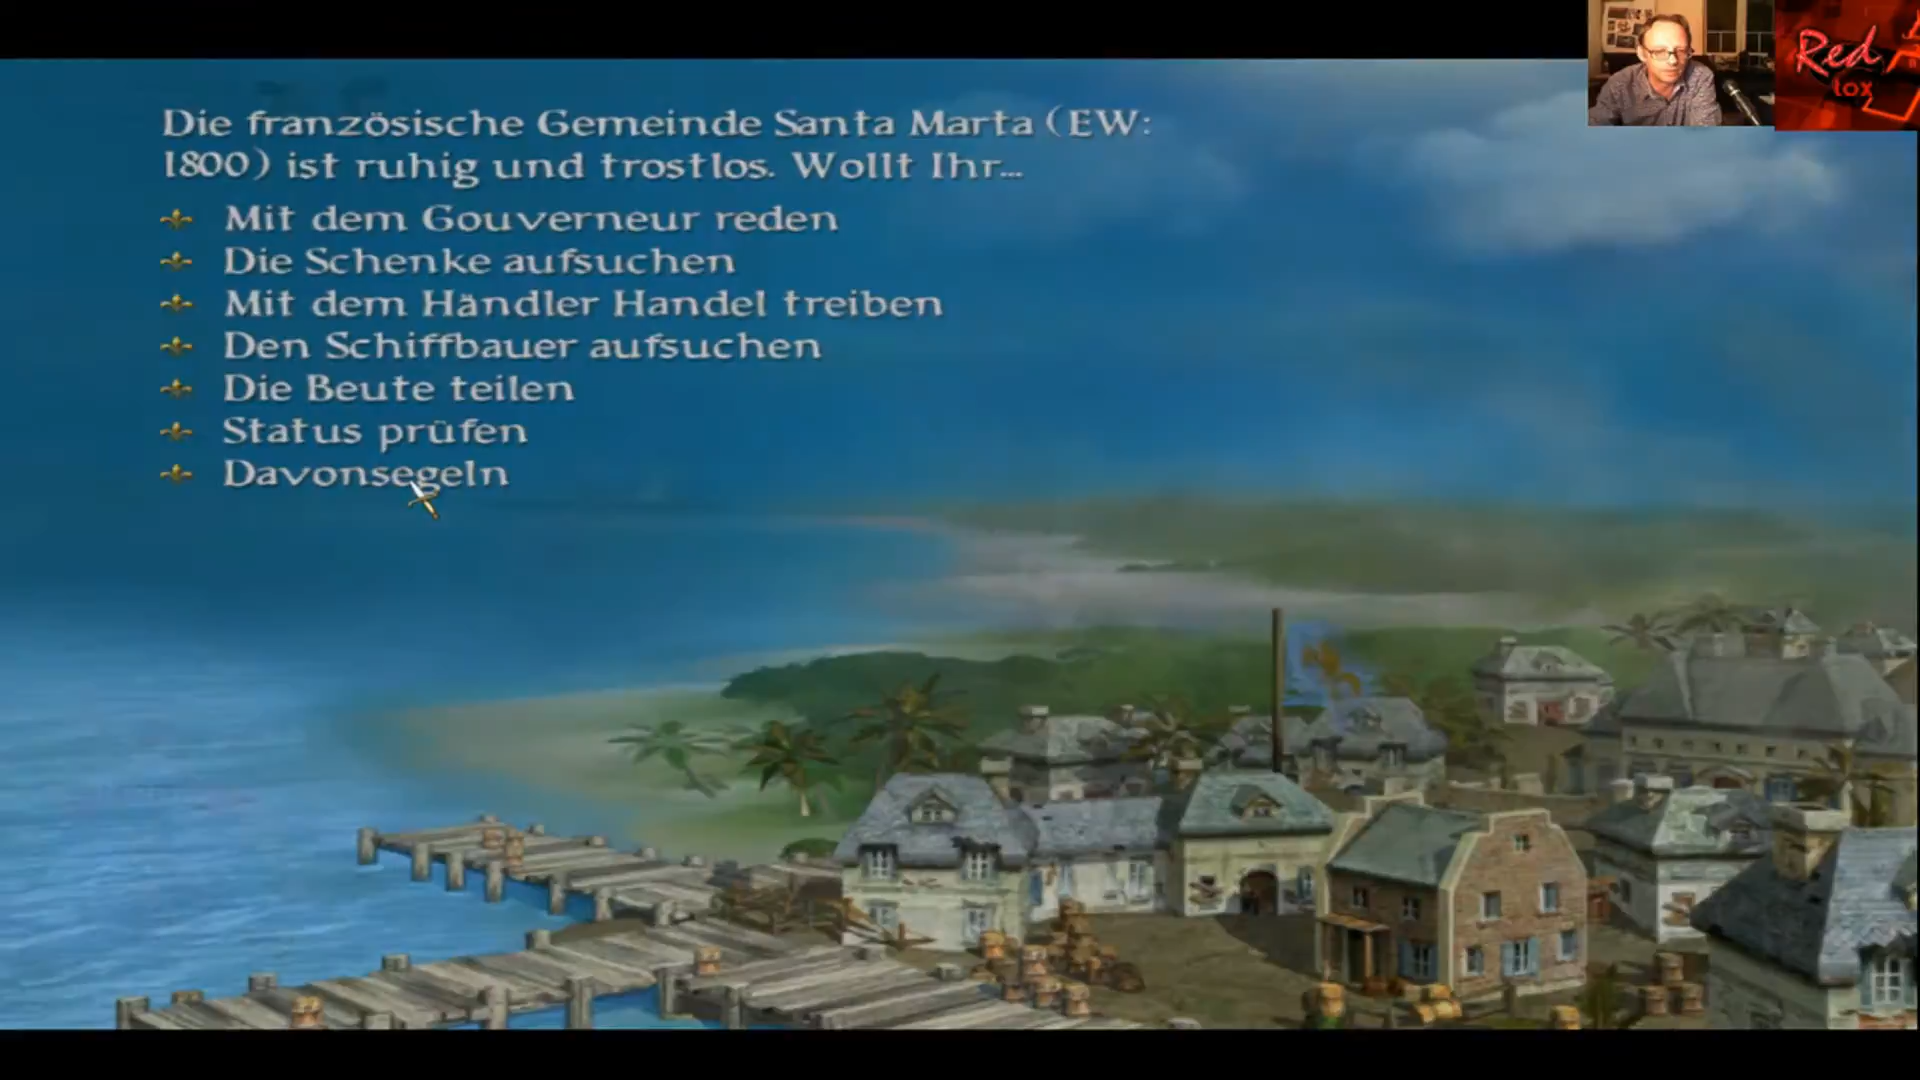 Die französische Gemeinde Santa Marta (EW:
1800) ist ruhig und trostlos. Wollt Ihr...
Mit dem Gouverneur reden
Die Schenke aufsuchen
Mit dem Händler Handel treiben
Den Schiffbauer aufsuchen
Die Beute teilen
Status prüfen
Davonsegeln
Red
tox